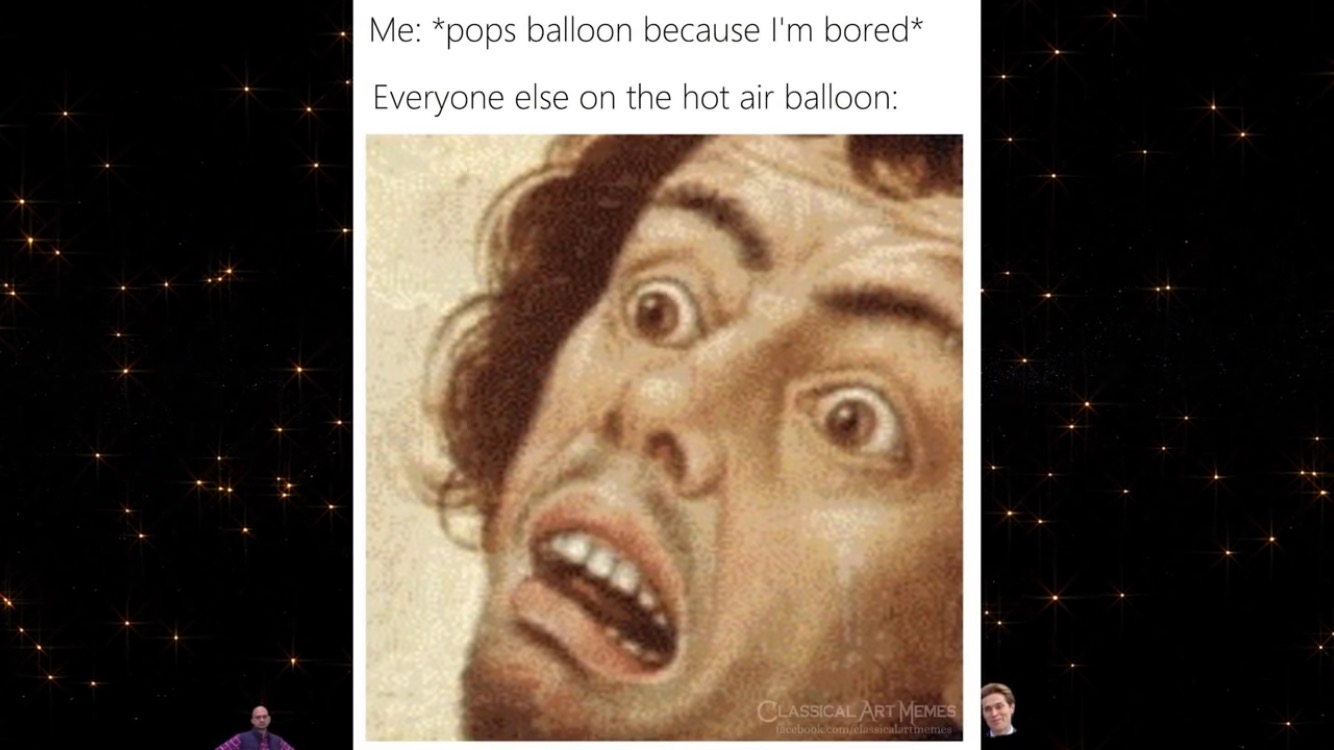 Me: *pops balloon because I'm bored*
Everyone else on the hot air balloon:
CLASSICAL ART MEMES
facebook.com/classicalartmemes